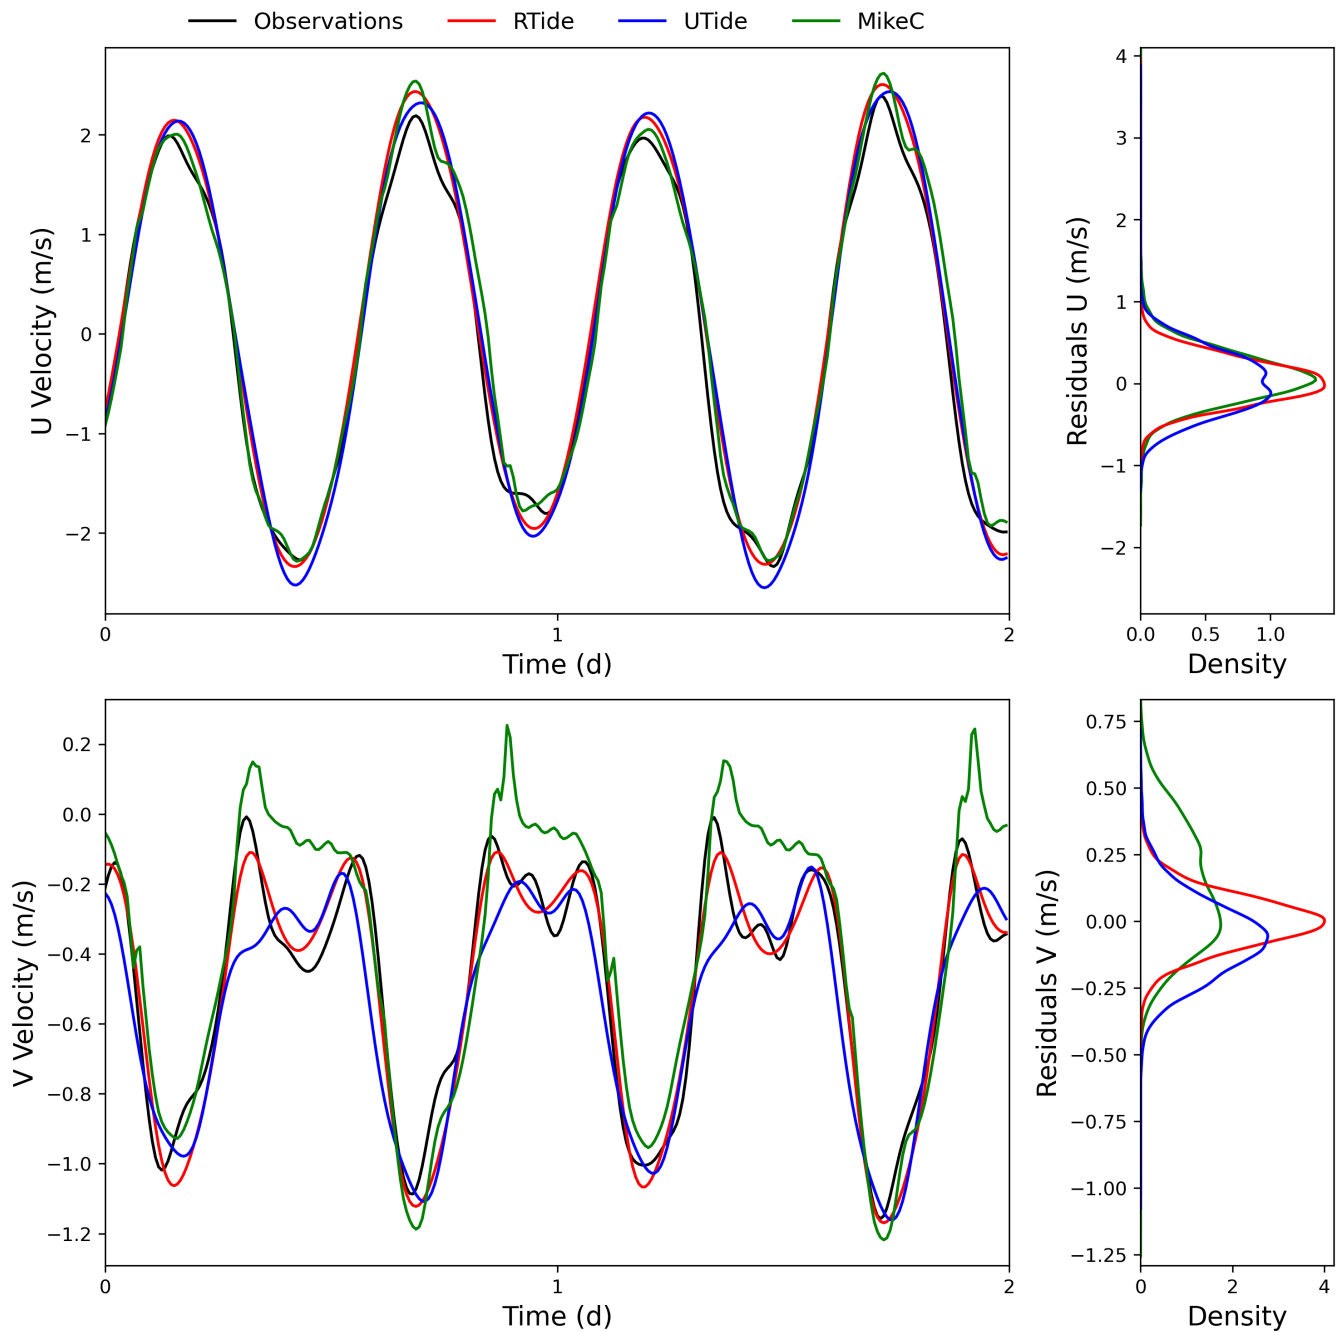 Observations RTide UTide MikeC
U Velocity (m/s)
2
1
0
−1
−2
0 1 2
Time (d)
Residuals U (m/s)
4
3
2
1
0
−1
−2
0.0 0.5 1.0
Density
V Velocity (m/s)
0.2
0.0
−0.2
−0.4
−0.6
−0.8
−1.0
−1.2
0 1 2
Time (d)
Residuals V (m/s)
0.75
0.50
0.25
0.00
−0.25
−0.50
−0.75
−1.00
−1.25
0 2 4
Density